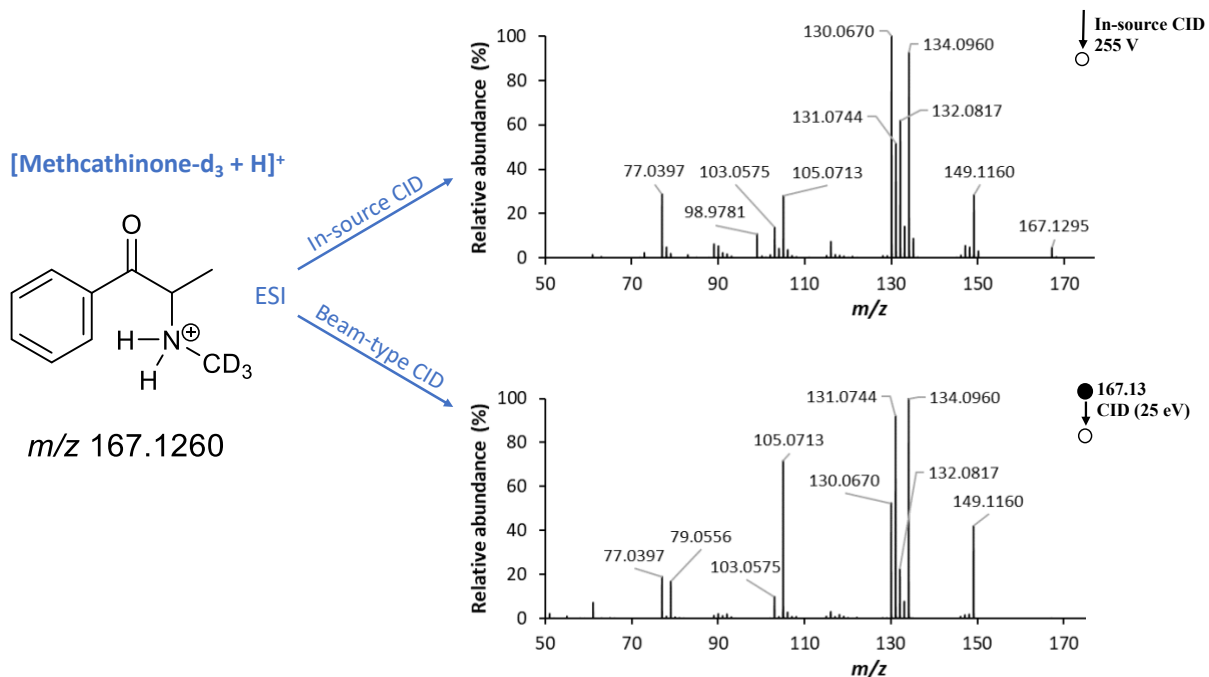 [Methcathinone-d3 + H]+
O
H
N
+
CD3
H
m/z 167.1260
In-source CID
ESI
Beam-type CID
In-source CID
255 V
Relative abundance (%)
100
80
60
40
20
0
130.0670
134.0960
131.0744
132.0817
77.0397
103.0575
105.0713
149.1160
98.9781
167.1295
50
70
90
110
130
150
170
m/z
167.13
CID (25 eV)
Relative abundance (%)
100
80
60
40
20
0
131.0744
134.0960
105.0713
130.0670
132.0817
79.0556
149.1160
77.0397
103.0575
50
70
90
110
130
150
170
m/z